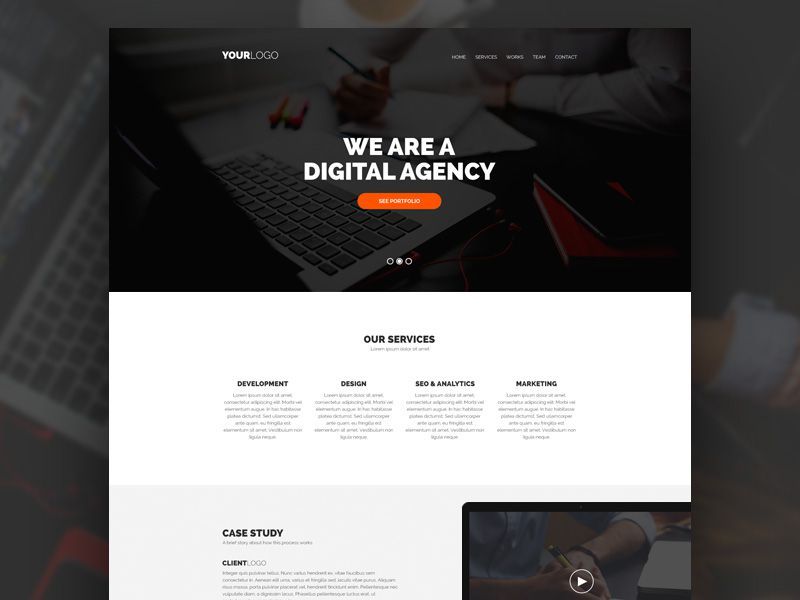 YOURLOGO
HOME SERVICES WORKS TEAM CONTACT
WE ARE A
DIGITAL AGENCY
SEE PORTFOLIO
OUR SERVICES
Lorem ipsum dolor sit amet
DEVELOPMENT
Lorem ipsum dolor sit amet,
consectetur adipiscing elit. Morbi vel
elementum augue. In hac habitasse
platea dictumst. Sed ullamcorper
ante quam, eu fringilla est
elementum sit amet. Vestibulum non
ligula neque.
DESIGN
Lorem ipsum dolor sit amet,
consectetur adipiscing elit. Morbi vel
elementum augue. In hac habitasse
platea dictumst. Sed ullamcorper
ante quam, eu fringilla est
elementum sit amet. Vestibulum non
ligula neque.
SEO & ANALYTICS
Lorem ipsum dolor sit amet,
consectetur adipiscing elit. Morbi vel
elementum augue. In hac habitasse
platea dictumst. Sed ullamcorper
ante quam, eu fringilla est
elementum sit amet. Vestibulum non
ligula neque.
MARKETING
Lorem ipsum dolor sit amet,
consectetur adipiscing elit. Morbi vel
elementum augue. In hac habitasse
platea dictumst. Sed ullamcorper
ante quam, eu fringilla est
elementum sit amet. Vestibulum non
ligula neque.
CASE STUDY
A brief story about how this process works
CLIENTLOGO
Integer quis pulvinar tellus. Nunc varius hendrerit ex, vitae faucibus sem
consectetur in. Aenean elit urna, varius et fringilla sed, iaculis vitae purus. Aliquam
risus massa, porta pulvinar placerat vel, condimentum eget enim. Pellentesque nec
vulputate diam, a dignissim lacus. Phasellus pellentesque luctus est, ut